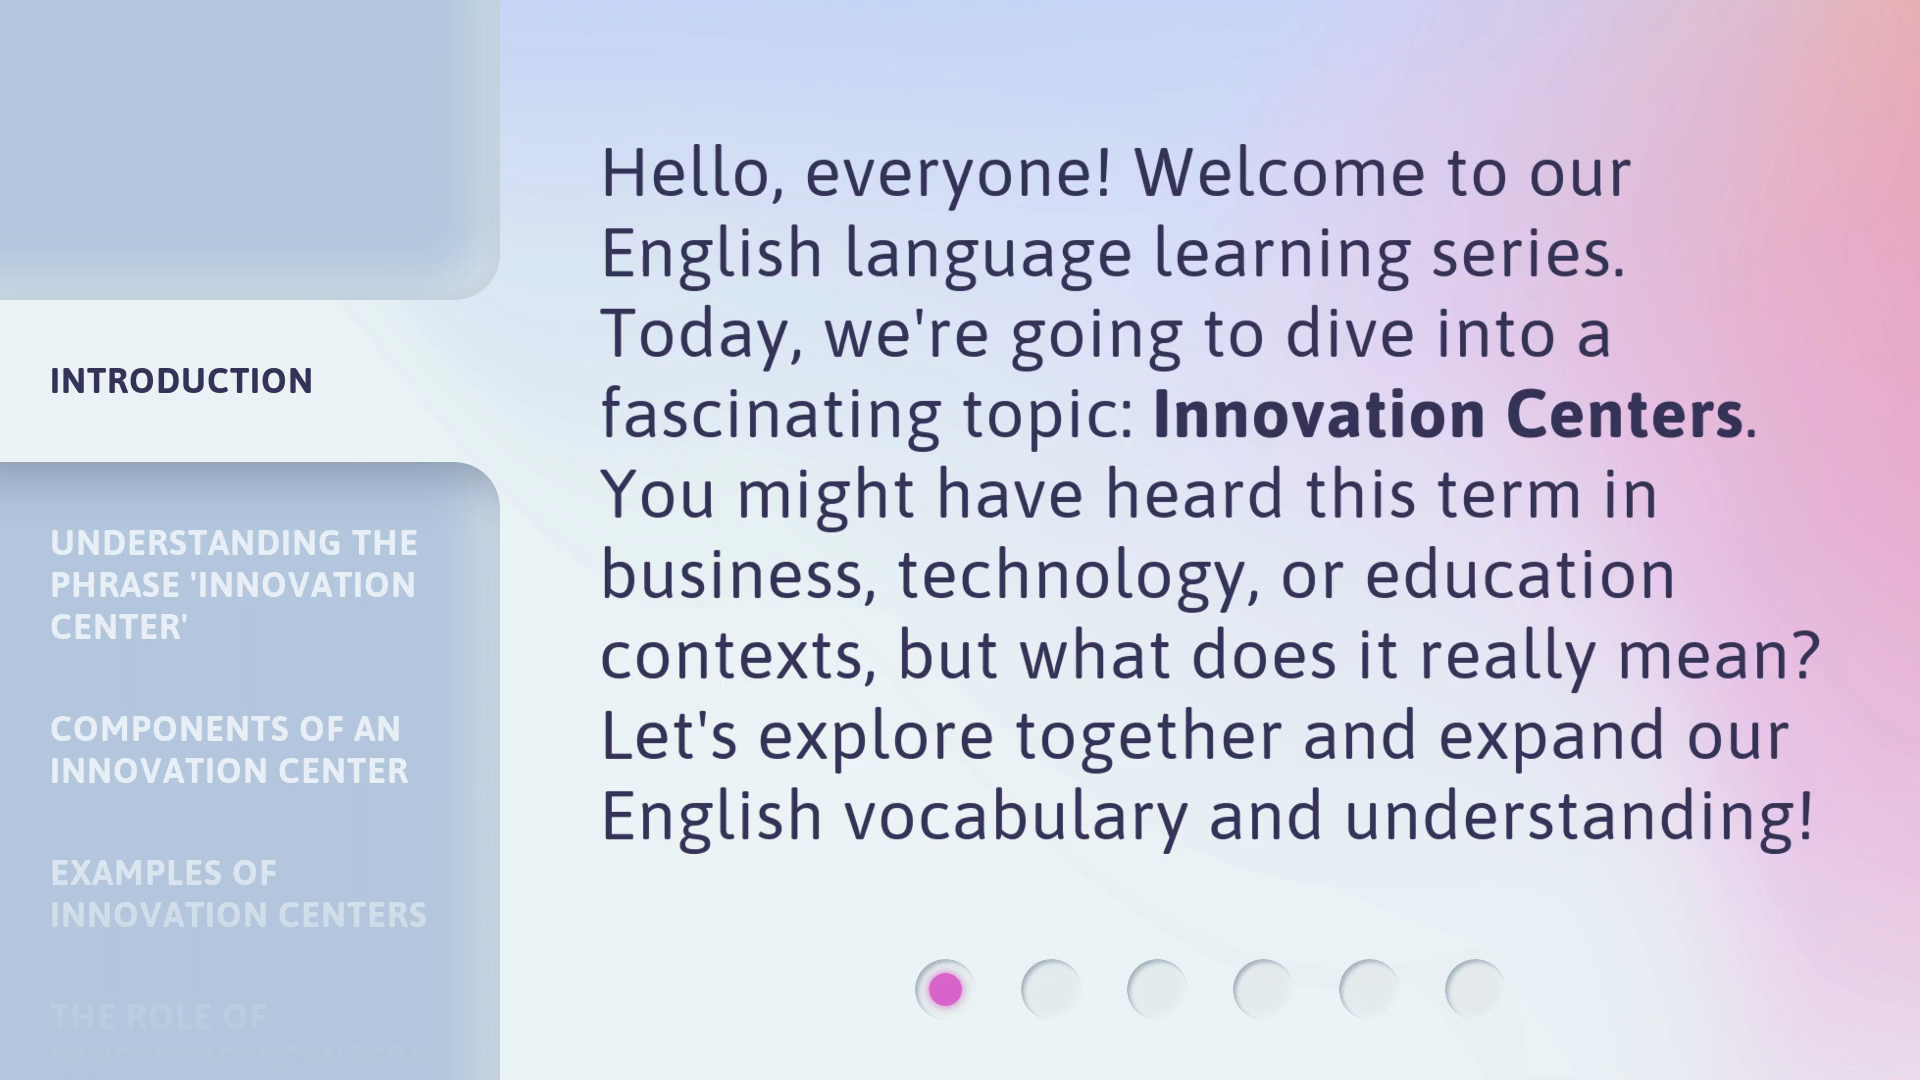 INTRODUCTION
UNDERSTANDING THE
PHRASE 'INNOVATION
CENTER'
COMPONENTS OF AN
INNOVATION CENTER
EXAMPLES OF
INNOVATION CENTERS
THE ROLE OF
INNOVATION CENTERS
Hello, everyone! Welcome to our
English language learning series.
Today, we're going to dive into a
fascinating topic: Innovation Centers.
You might have heard this term in
business, technology, or education
contexts, but what does it really mean?
Let's explore together and expand our
English vocabulary and understanding!